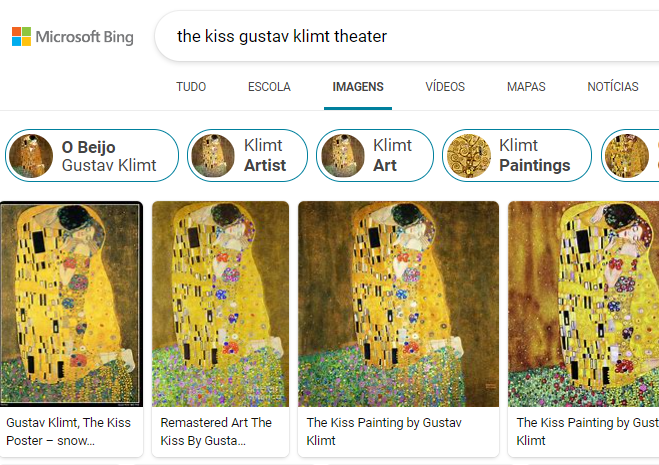 Microsoft Bing
the kiss gustav klimt theater
TUDO ESCOLA IMAGENS VÍDEOS MAPAS NOTÍCIAS
O Beijo
Gustav Klimt
Klimt
Artist
Klimt
Art
Klimt
Paintings
Gustav Klimt, The Kiss
Poster – snow...
Remastered Art The
Kiss By Gusta...
The Kiss Painting by Gustav
Klimt
The Kiss Painting by Gust
Klimt